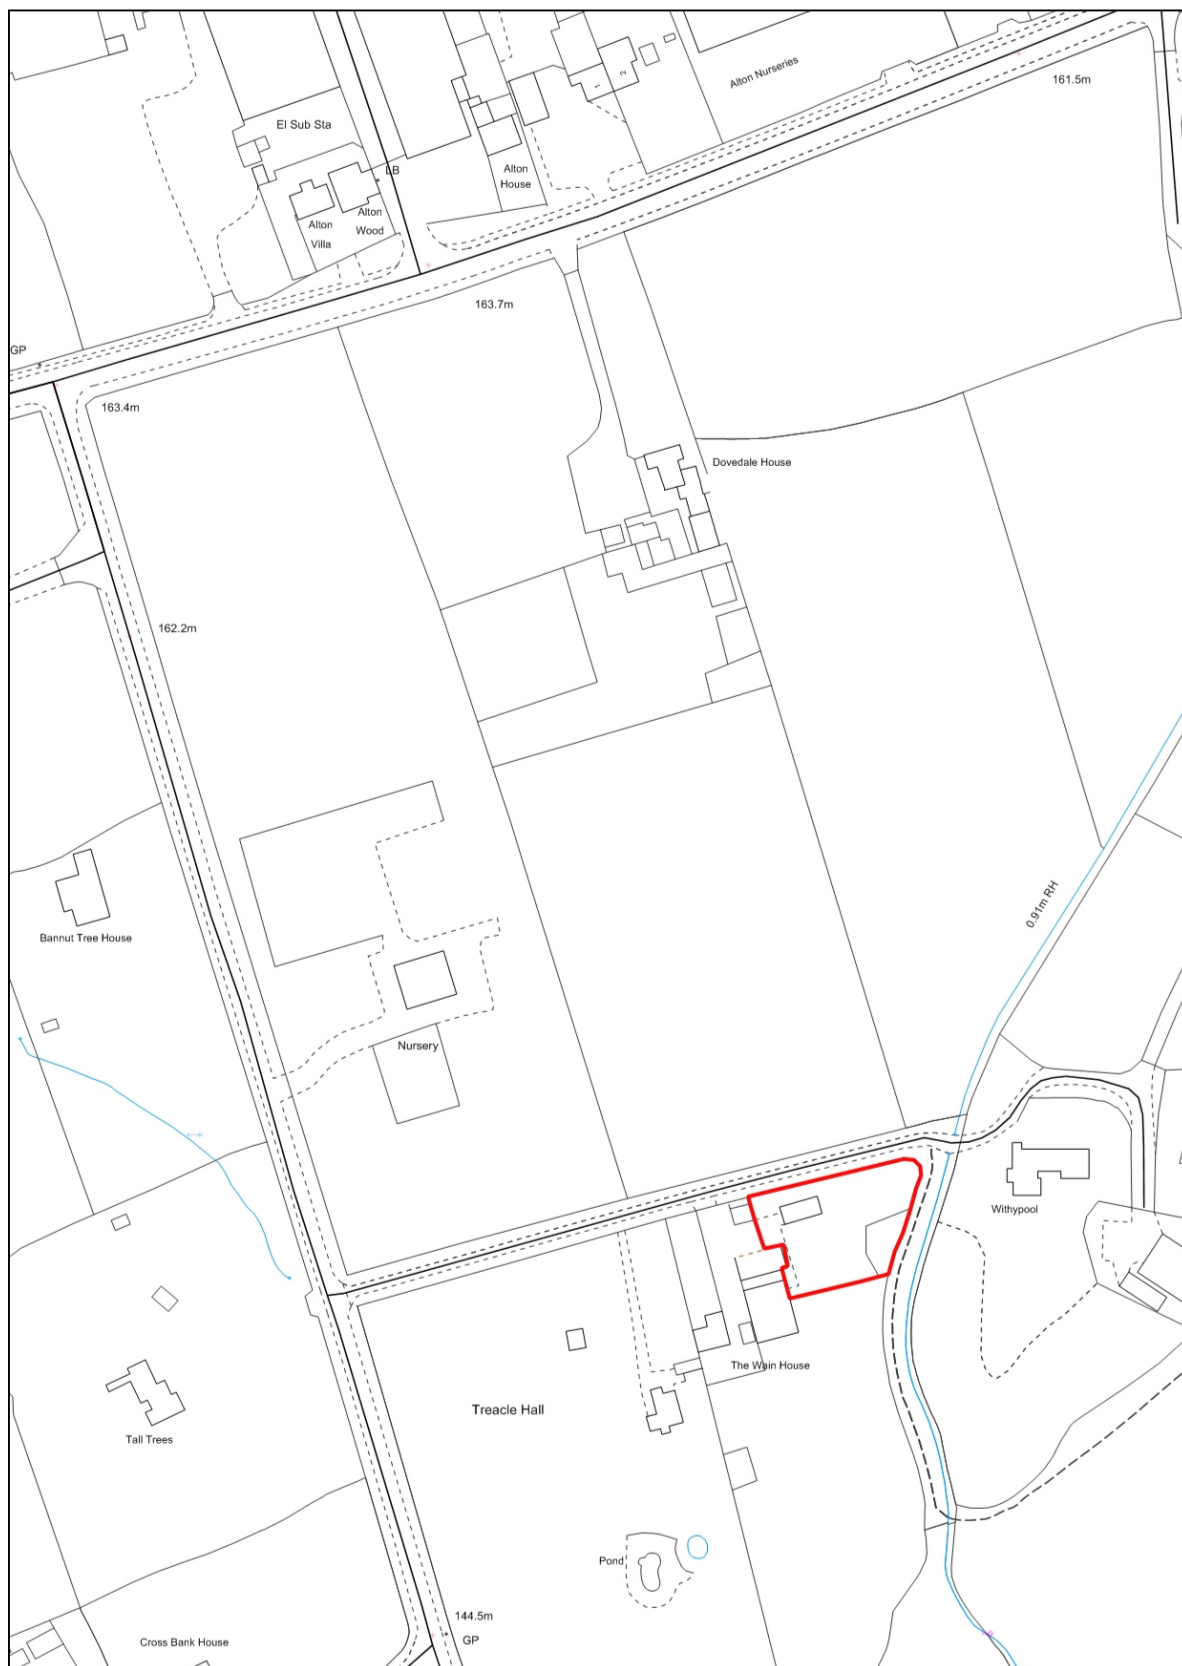 Alton Nurseries
161.5m
1
2
El Sub Sta
LB
Alton
House
Alton
Villa
Alton
Wood
163.7m
GP
163.4m
Dovedale House
162.2m
Bannut Tree House
0.91m RH
Nursery
Withypool
The Wain House
Treacle Hall
Tall Trees
Pond
144.5m
GP
Cross Bank House